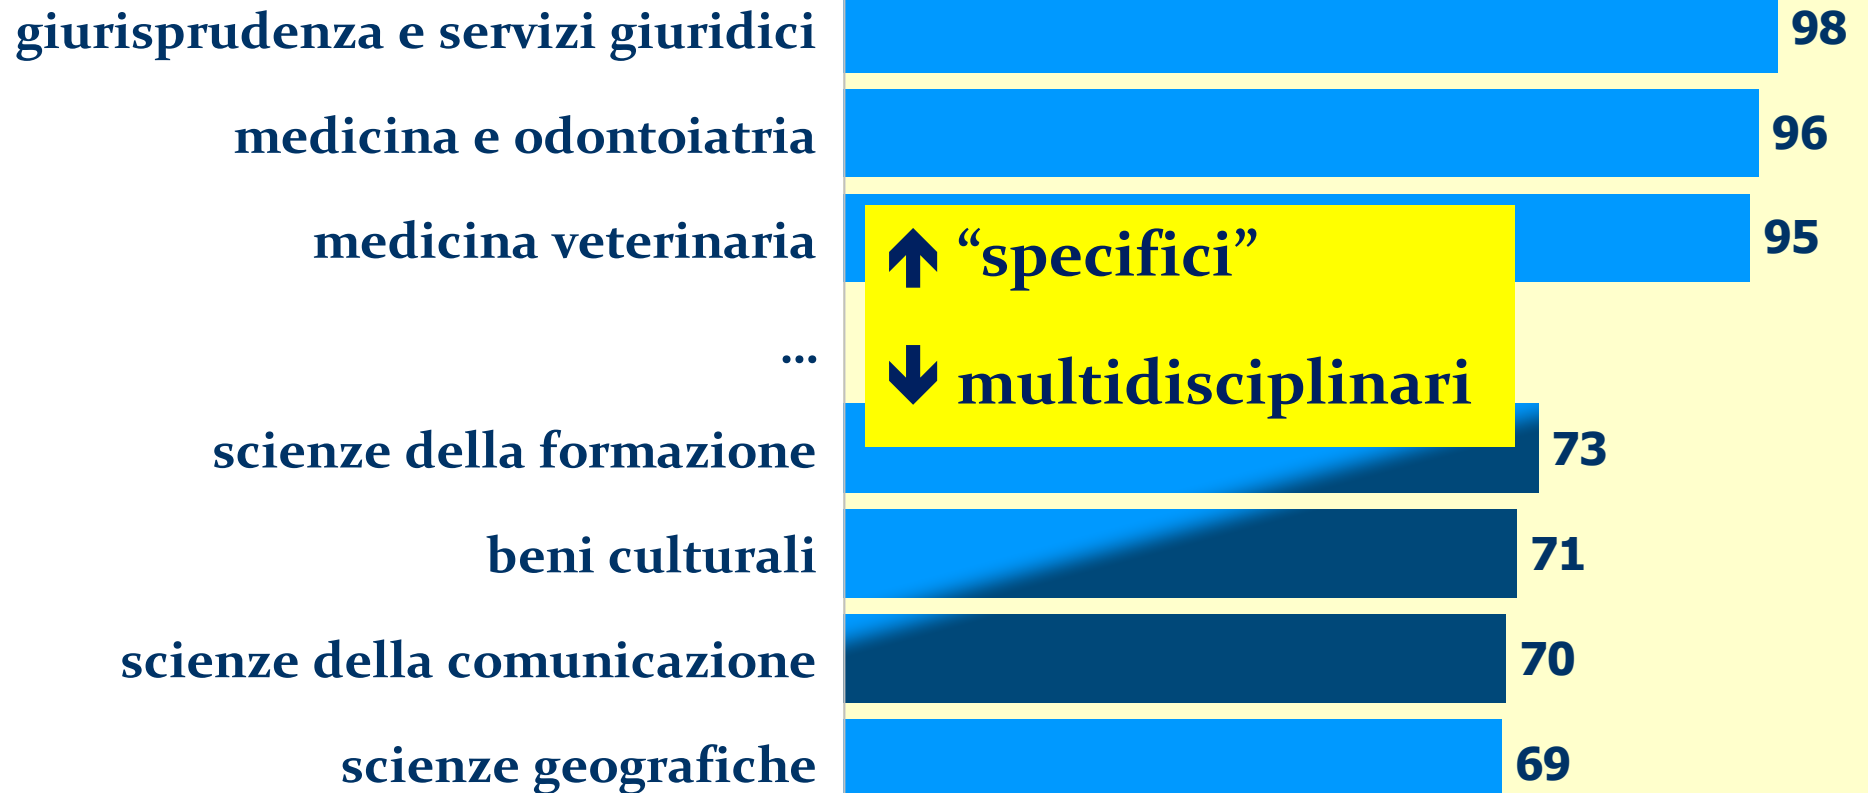 giurisprudenza e servizi giuridici 98
medicina e odontoiatria 96
medicina veterinaria 95
🡹 “specifici”
...
🡻 multidisciplinari
scienze della formazione 73
beni culturali 71
scienze della comunicazione 70
scienze geografiche 69